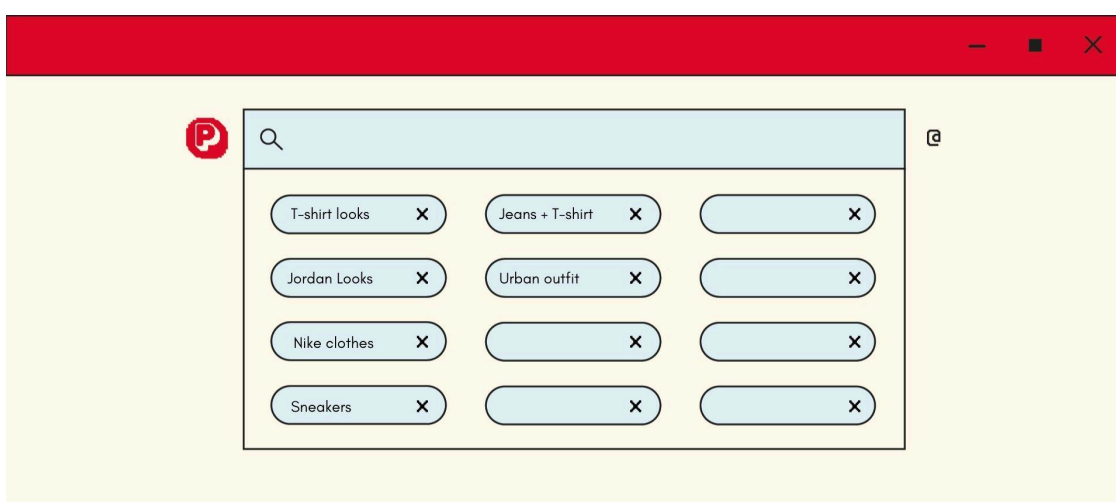 P
@
T-shirt looks
Jeans + T-shirt
Jordan Looks
Urban outfit
Nike clothes
Sneakers